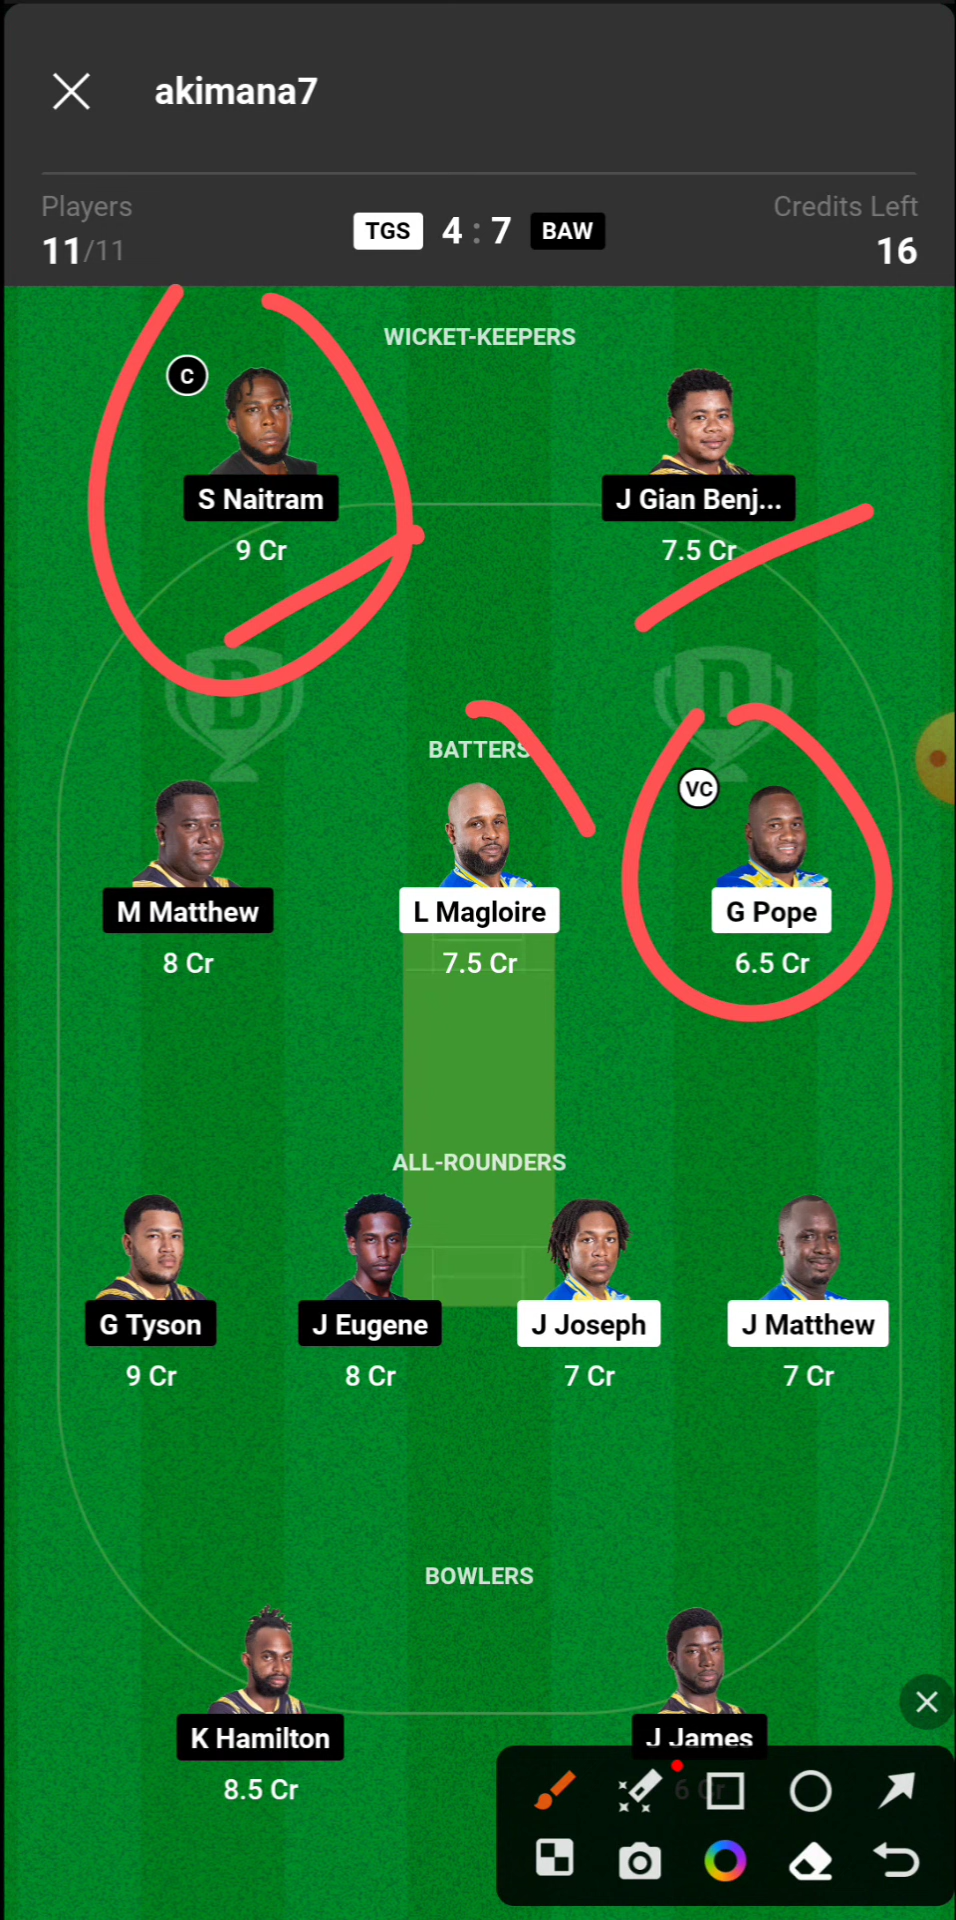 akimana7
Players
Credits Left
11/11
TGS 4 : 7 BAW
16
WICKET-KEEPERS
C
S Naitram
J Gian Benj...
9 Cr
7.5 Cr
BATTERS
VC
M Matthew
L Magloire
G Pope
8 Cr
7.5 Cr
6.5 Cr
ALL-ROUNDERS
G Tyson
J Eugene
J Joseph
J Matthew
9 Cr
8 Cr
7 Cr
7 Cr
BOWLERS
K Hamilton
J James
8.5 Cr
6 Cr